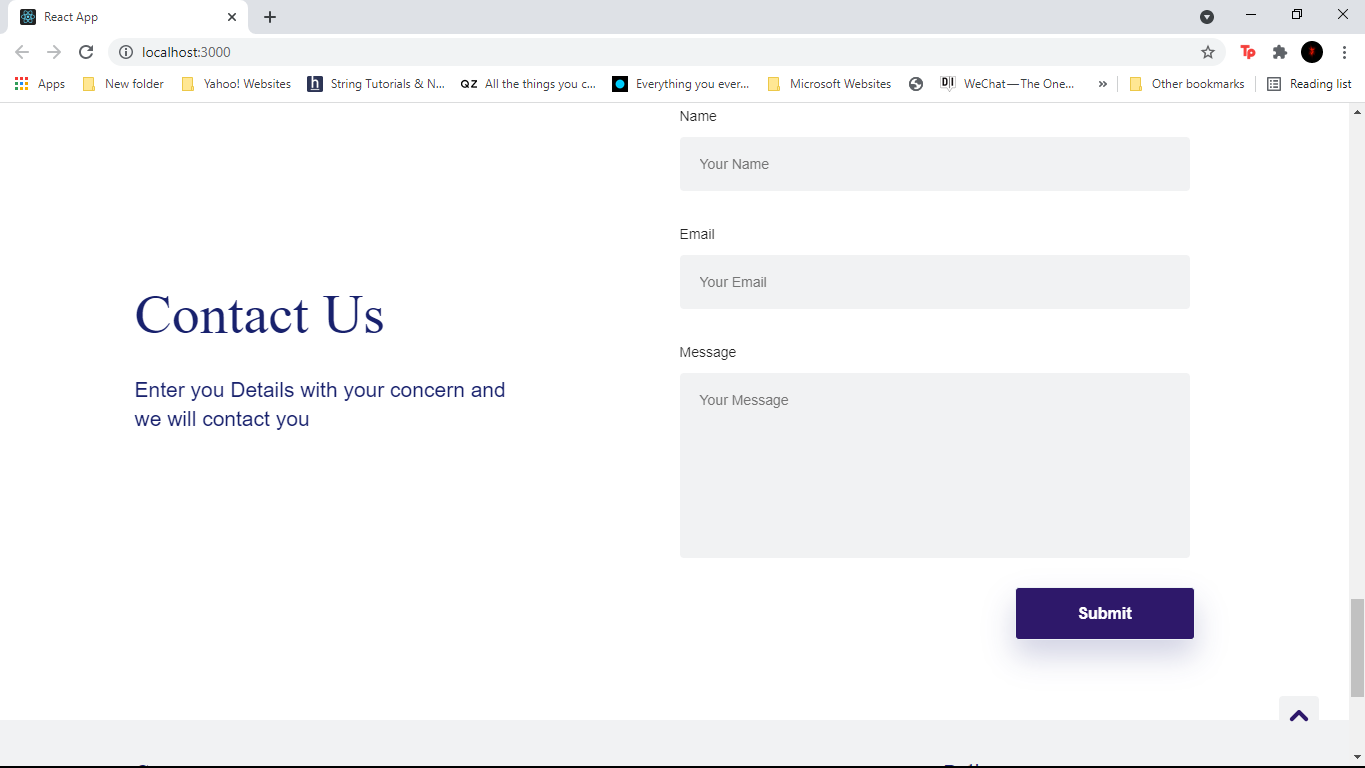 React App
localhost:3000
Apps
New folder
Yahoo! Websites
h
String Tutorials & N...
QZ
All the things you c...
Everything you ever...
Microsoft Websites
D|I
WeChat—The One...
»
Other bookmarks
Reading list
Tp
Name
Your Name
Email
Your Email
Contact Us
Enter you Details with your concern and
we will contact you
Message
Your Message
Submit